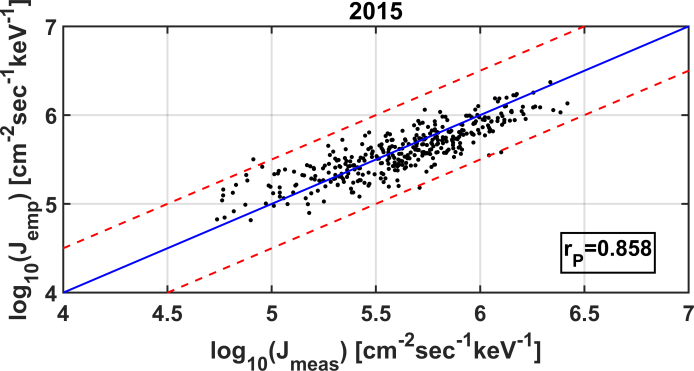 2015
7
6
5
4
log10(Jemp) [cm-2sec-1keV-1]
rP=0.858
4 4.5 5 5.5 6 6.5 7
log10(Jmeas) [cm-2sec-1keV-1]